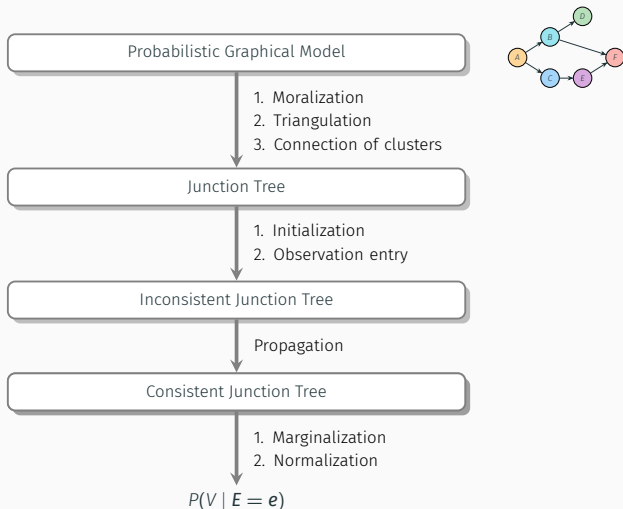 Probabilistic Graphical Model
1. Moralization
2. Triangulation
3. Connection of clusters
Junction Tree
1. Initialization
2. Observation entry
Inconsistent Junction Tree
Propagation
Consistent Junction Tree
1. Marginalization
2. Normalization
P(V | E = e)
D
B
A
F
C
E